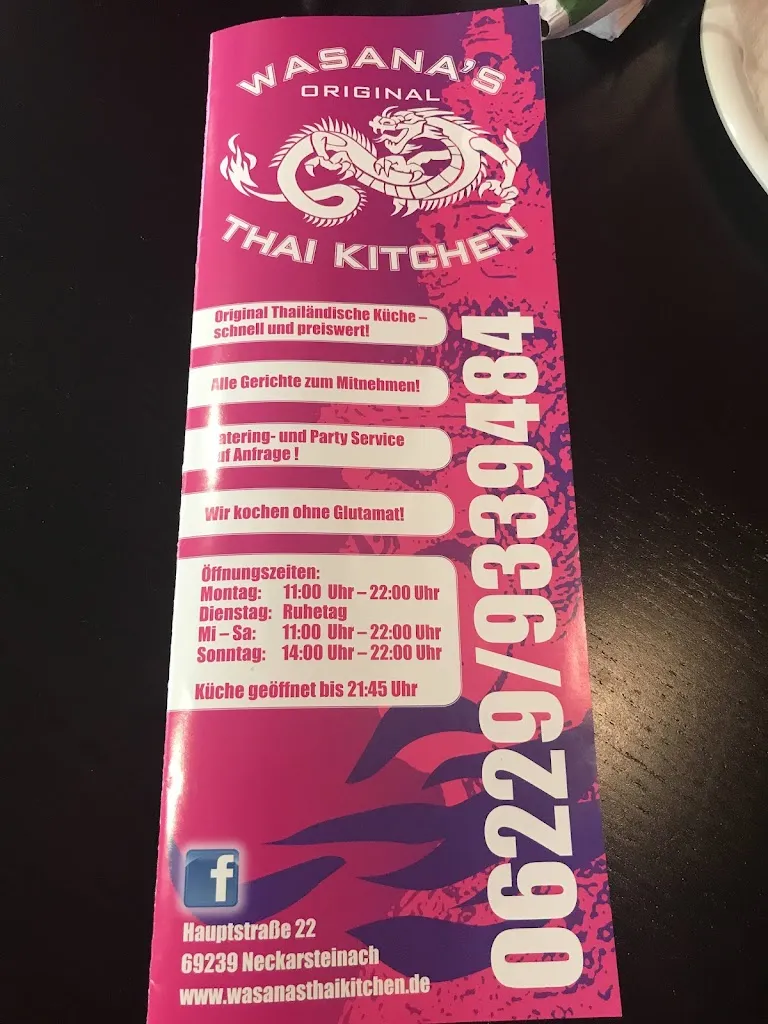 WASANA'S
ORIGINAL
THAI KITCHEN
Original Thailändische Küche –
schnell und preiswert!
Alle Gerichte zum Mitnehmen!
atering- und Party Service
uf Anfrage !
Wir kochen ohne Glutamat!
Öffnungszeiten:
Montag: 11:00 Uhr – 22:00 Uhr
Dienstag: Ruhetag
Mi – Sa: 11:00 Uhr – 22:00 Uhr
Sonntag: 14:00 Uhr – 22:00 Uhr
Küche geöffnet bis 21:45 Uhr
06229/9339484
f
Hauptstraße 22
69239 Neckarsteinach
www.wasanasthaikitchen.de